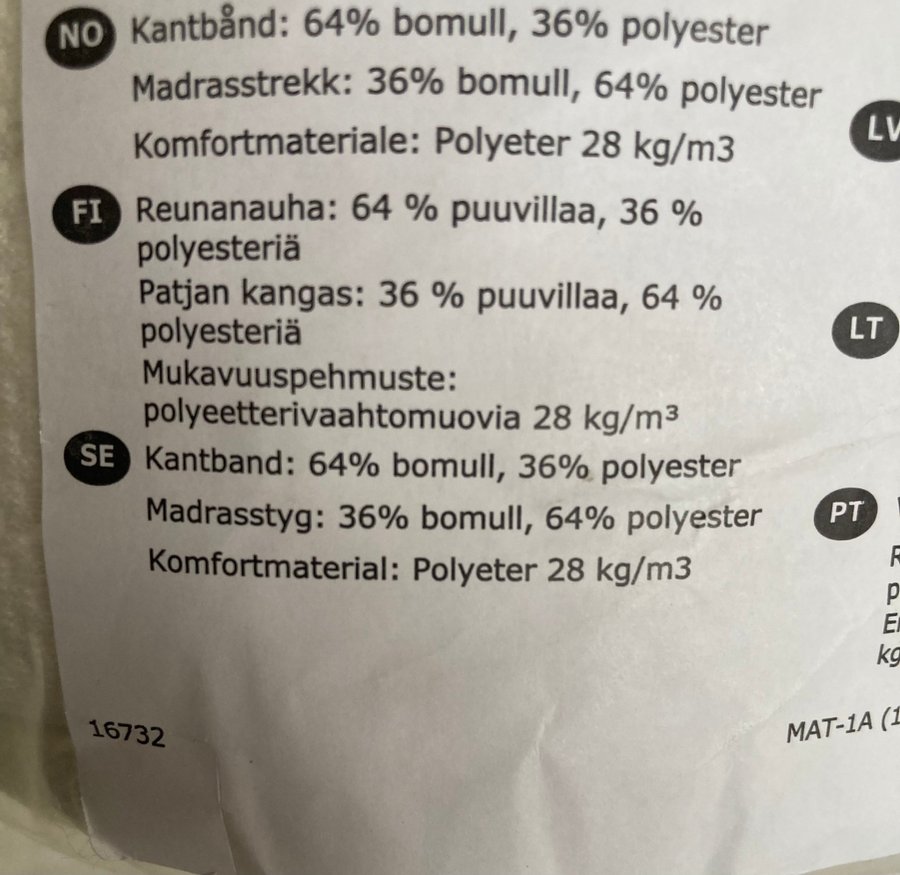 NO Kantbånd: 64% bomull, 36% polyester
Madrasstrekk: 36% bomull, 64% polyester
Komfortmateriale: Polyeter 28 kg/m3
FI Reunanauha: 64 % puuvillaa, 36 %
polyesteriä
Patjan kangas: 36 % puuvillaa, 64 %
polyesteriä
Mukavuuspehmuste:
polyeetterivaahtomuovia 28 kg/m³
SE Kantband: 64% bomull, 36% polyester
Madrasstyg: 36% bomull, 64% polyester
Komfortmaterial: Polyeter 28 kg/m3
16732
LV
LT
PT
kg
MAT-1A (1